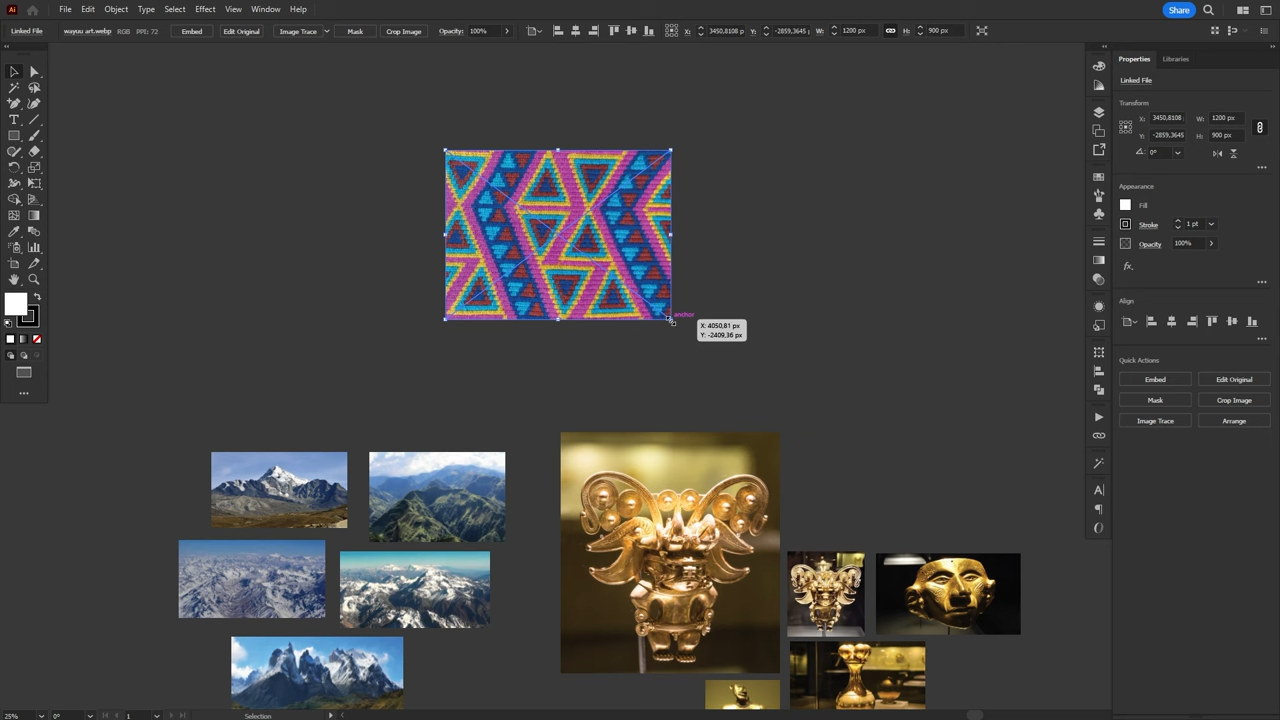 Ai File Edit Object Type Select Effect View Window Help Share
Linked File wayuu art.webp RGB PPI: 72 Embed Edit Original Image Trace Mask Crop Image Opacity: 100% X: 3450,8108 p Y: -2859,3645 W: 1200 px H: 900 px
Properties Libraries
Linked File
Transform
X: 3450,8108 W: 1200 px
Y: -2859,3645 H: 900 px
0°
Appearance
Fill
Stroke 1 pt
Opacity 100%
fx.
Align
anchor
X: 4050,81 px
Y: -2409,36 px
Quick Actions
Embed Edit Original
Mask Crop Image
Image Trace Arrange
25% 0° 1 Selection